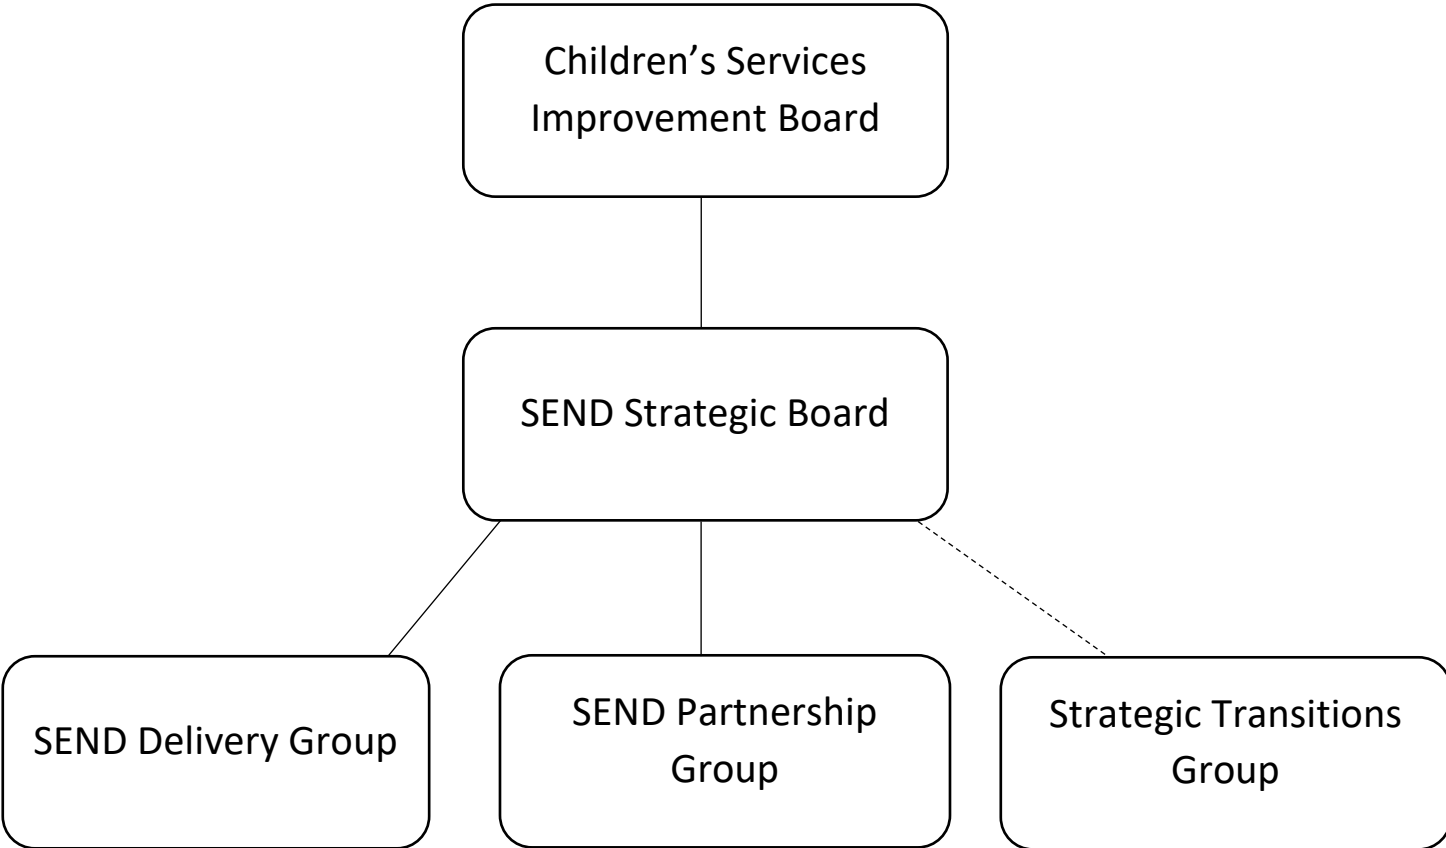 Children’s Services
Improvement Board
SEND Strategic Board
SEND Delivery Group
SEND Partnership
Group
Strategic Transitions
Group